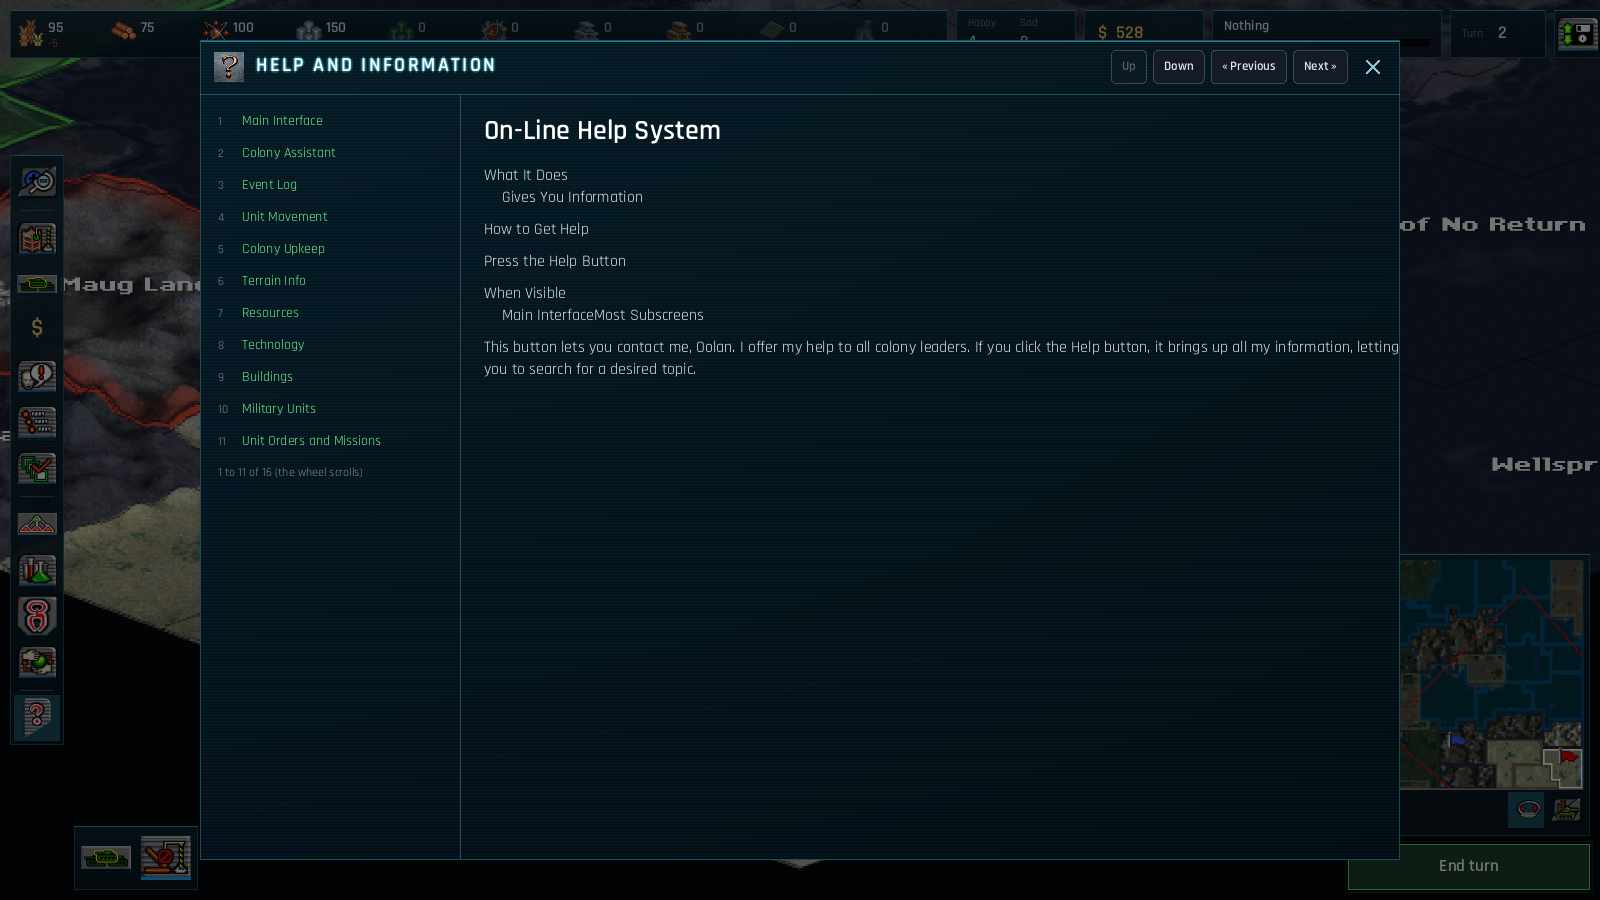 95
-5
75
100
150
0
0
0
0
0
0
Happy
Sad
$ 528
Nothing
Turn 2
HELP AND INFORMATION
Up
Down
« Previous
Next »
1 Main Interface
2 Colony Assistant
3 Event Log
4 Unit Movement
5 Colony Upkeep
6 Terrain Info
7 Resources
8 Technology
9 Buildings
10 Military Units
11 Unit Orders and Missions
1 to 11 of 16 (the wheel scrolls)
On-Line Help System
What It Does
Gives You Information
How to Get Help
Press the Help Button
When Visible
Main InterfaceMost Subscreens
This button lets you contact me, Oolan. I offer my help to all colony leaders. If you click the Help button, it brings up all my information, letting
you to search for a desired topic.
of No Return
Maug Lan
Wellspr
$
End turn